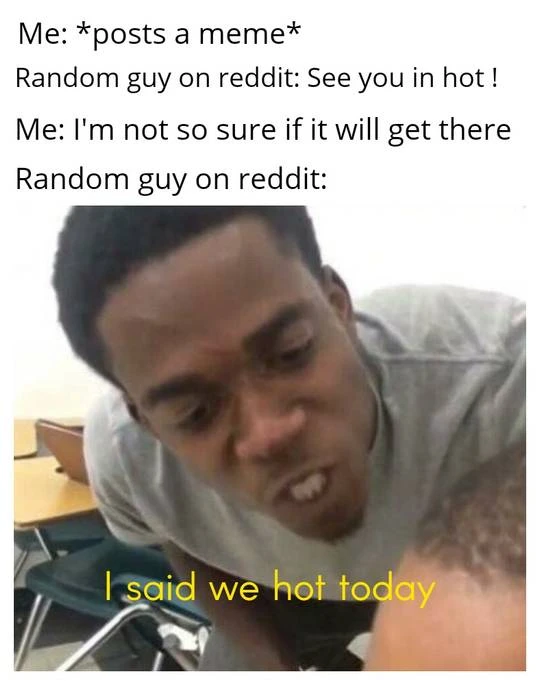 Me: *posts a meme*
Random guy on reddit: See you in hot !
Me: I'm not so sure if it will get there
Random guy on reddit:
I said we hot today